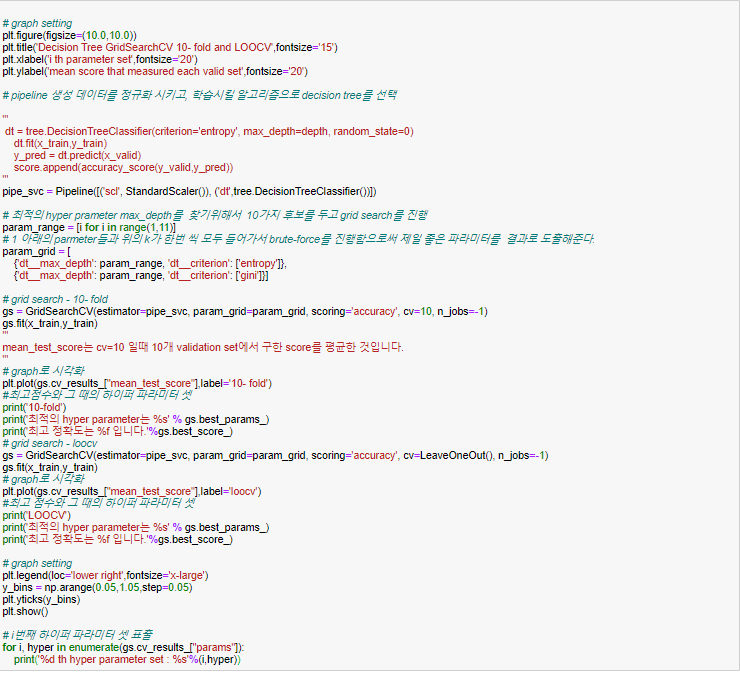 # graph setting
plt.figure(figsize=(10.0,10.0))
plt.title('Decision Tree GridSearchCV 10- fold and LOOCV',fontsize='15')
plt.xlabel('i th parameter set',fontsize='20')
plt.ylabel('mean score that measured each valid set',fontsize='20')
# pipeline 생성 데이터를 정규화 시키고, 학습시킬 알고리즘으로 decision tree를 선택
'''
dt = tree.DecisionTreeClassifier(criterion='entropy', max_depth=depth, random_state=0)
dt.fit(x_train,y_train)
y_pred = dt.predict(x_valid)
score.append(accuracy_score(y_valid,y_pred))
'''
pipe_svc = Pipeline([('scl', StandardScaler()), ('dt',tree.DecisionTreeClassifier())])
# 최적의 hyper prameter max_depth를  찾기위해서  10가지 후보를 두고 grid search를 진행
param_range = [i for i in range(1,11)]
# 1 아래의 parmeter들과 위의 k가 한번 씩 모두 들어가서 brute-force를 진행함으로써 제일 좋은 파라미터를  결과로 도출해준다.
param_grid = [
{'dt__max_depth': param_range, 'dt__criterion': ['entropy']},
{'dt__max_depth': param_range, 'dt__criterion': ['gini']}]
# grid search - 10- fold
gs = GridSearchCV(estimator=pipe_svc, param_grid=param_grid, scoring='accuracy', cv=10, n_jobs=-1)
gs.fit(x_train,y_train)
'''
mean_test_score는 cv=10 일때 10개 validation set에서 구한 score를 평균한 것입니다.
'''
# graph로 시각화
plt.plot(gs.cv_results_["mean_test_score"],label='10- fold')
#최고점수와 그 때의 하이퍼 파라미터 셋
print('10-fold')
print('최적의 hyper parameter는 %s' % gs.best_params_)
print('최고 정확도는 %f 입니다.'%gs.best_score_)
# grid search - loocv
gs = GridSearchCV(estimator=pipe_svc, param_grid=param_grid, scoring='accuracy', cv=LeaveOneOut(), n_jobs=-1)
gs.fit(x_train,y_train)
# graph로 시각화
plt.plot(gs.cv_results_["mean_test_score"],label='loocv')
#최고 점수와 그 때의 하이퍼 파라미터 셋
print('LOOCV')
print('최적의 hyper parameter는 %s' % gs.best_params_)
print('최고 정확도는 %f 입니다.'%gs.best_score_)
# graph setting
plt.legend(loc='lower right',fontsize='x-large')
y_bins = np.arange(0.05,1.05,step=0.05)
plt.yticks(y_bins)
plt.show()
# i번째 하이퍼 파라미터 셋 표출
for i, hyper in enumerate(gs.cv_results_["params"]):
print('%d th hyper parameter set : %s'%(i,hyper))